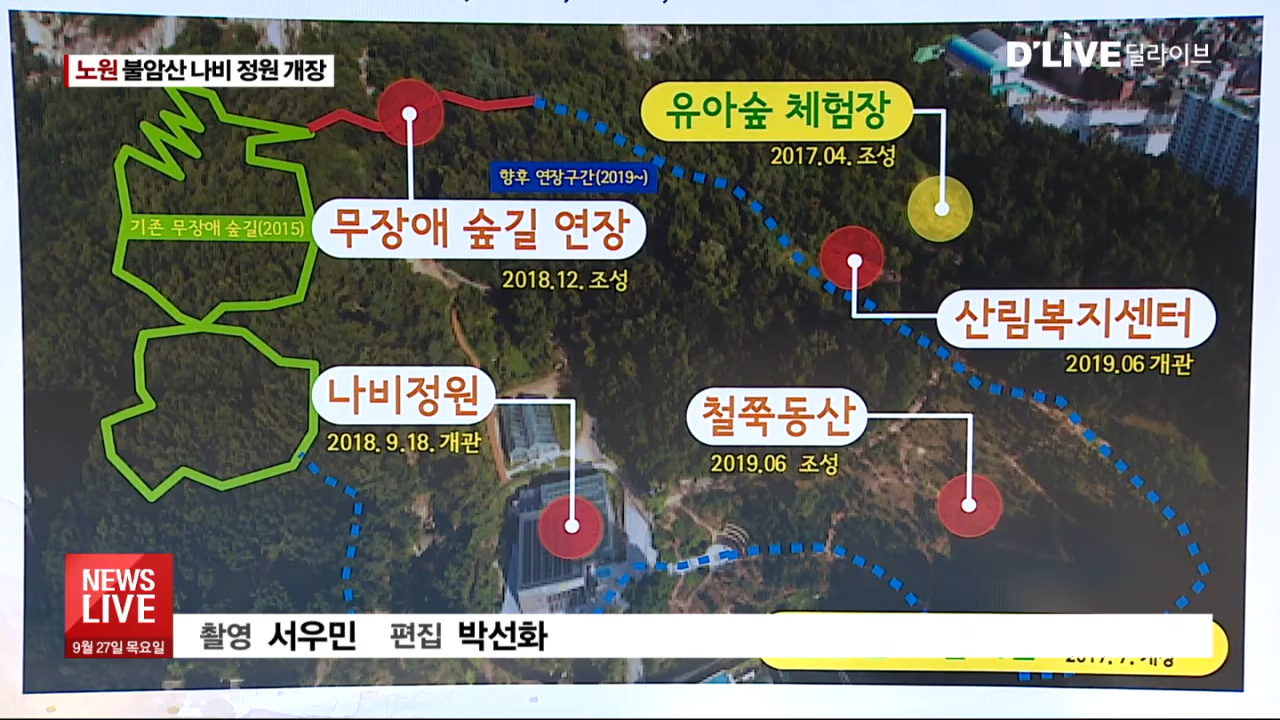 노원 불암산 나비 정원 개장
D'LIVE 딜라이브
유아숲 체험장
2017.04. 조성
향후 연장구간(2019~)
기존 무장애 숲길(2015)
무장애 숲길 연장
2018.12. 조성
산림복지센터
2019.06 개관
나비정원
2018. 9.18. 개관
철쭉동산
2019.06 조성
NEWS
LIVE
9월 27일 목요일
촬영 서우민 편집 박선화
2017. 7. 개장